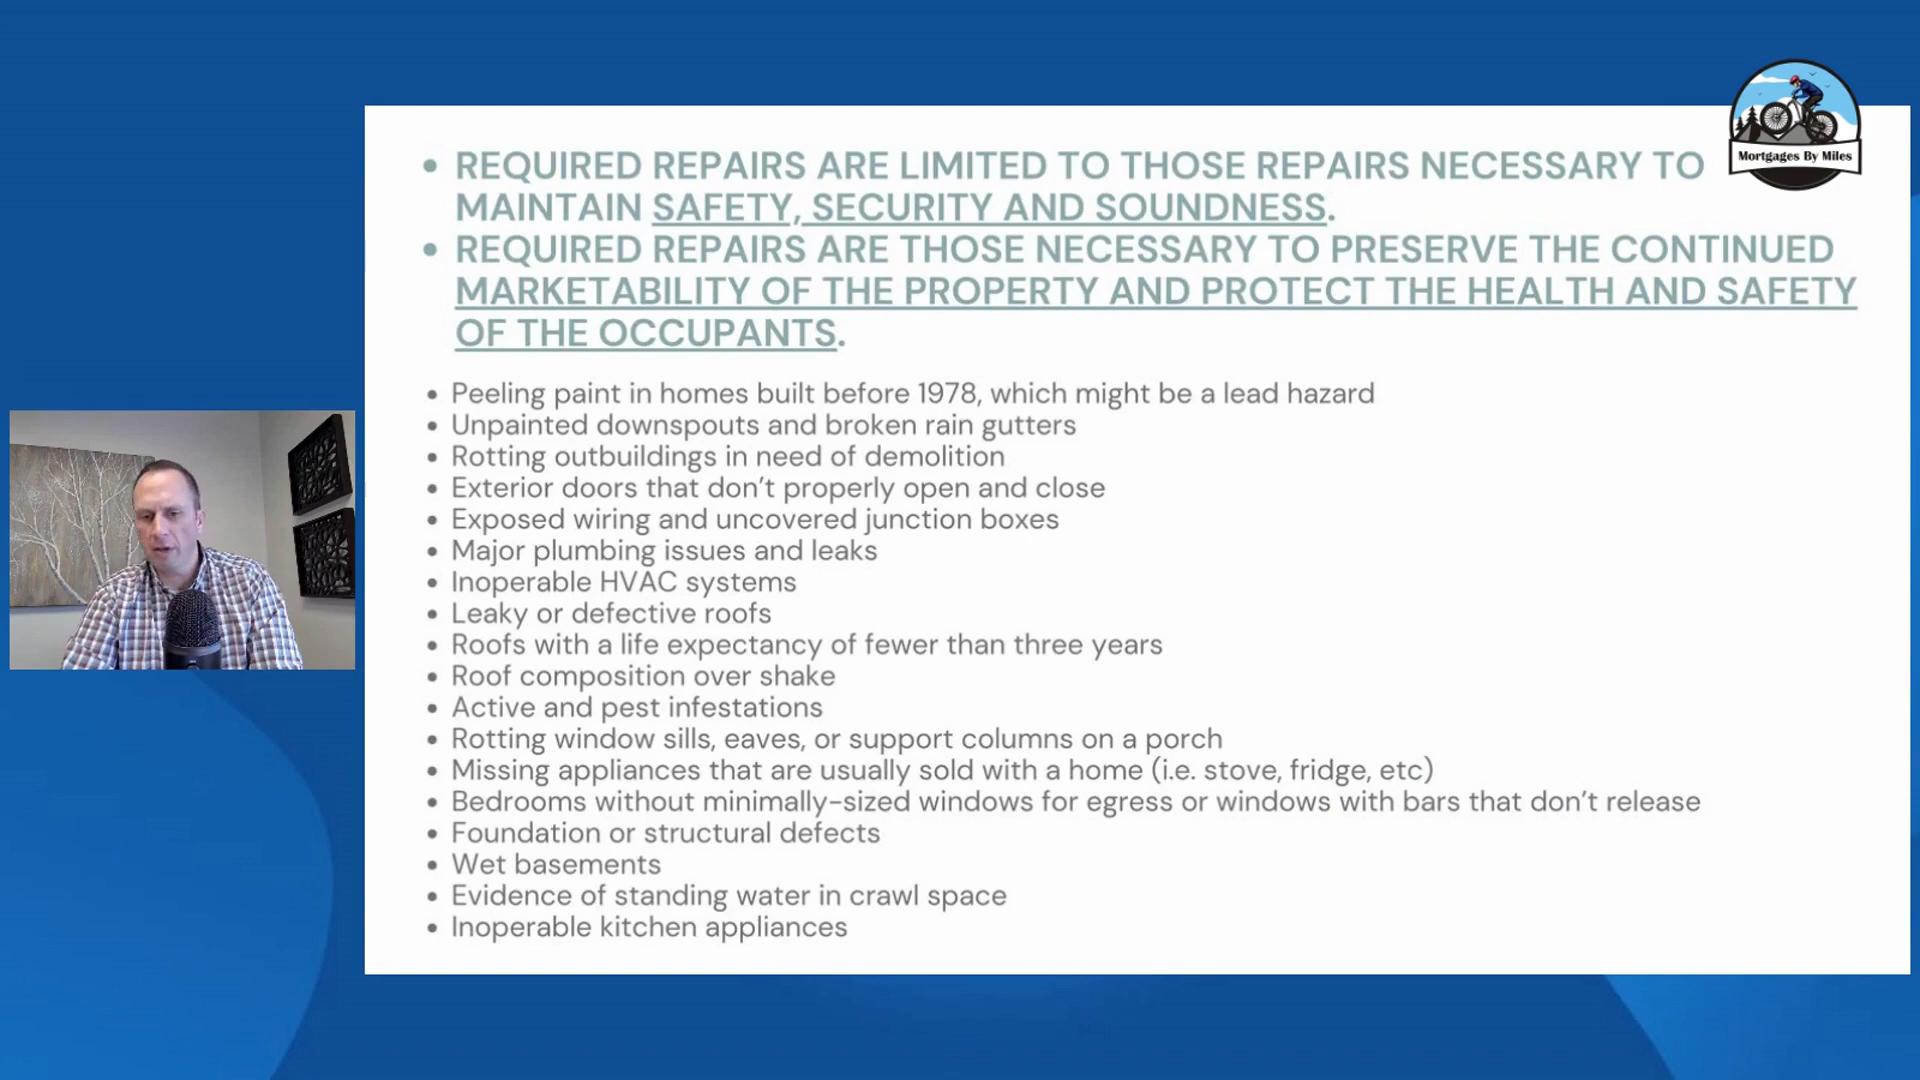 Mortgages By Miles
• REQUIRED REPAIRS ARE LIMITED TO THOSE REPAIRS NECESSARY TO
MAINTAIN SAFETY, SECURITY AND SOUNDNESS.
• REQUIRED REPAIRS ARE THOSE NECESSARY TO PRESERVE THE CONTINUED
MARKETABILITY OF THE PROPERTY AND PROTECT THE HEALTH AND SAFETY
OF THE OCCUPANTS.
• Peeling paint in homes built before 1978, which might be a lead hazard
• Unpainted downspouts and broken rain gutters
• Rotting outbuildings in need of demolition
• Exterior doors that don't properly open and close
• Exposed wiring and uncovered junction boxes
• Major plumbing issues and leaks
• Inoperable HVAC systems
• Leaky or defective roofs
• Roofs with a life expectancy of fewer than three years
• Roof composition over shake
• Active and pest infestations
• Rotting window sills, eaves, or support columns on a porch
• Missing appliances that are usually sold with a home (i.e. stove, fridge, etc)
• Bedrooms without minimally-sized windows for egress or windows with bars that don't release
• Foundation or structural defects
• Wet basements
• Evidence of standing water in crawl space
• Inoperable kitchen appliances